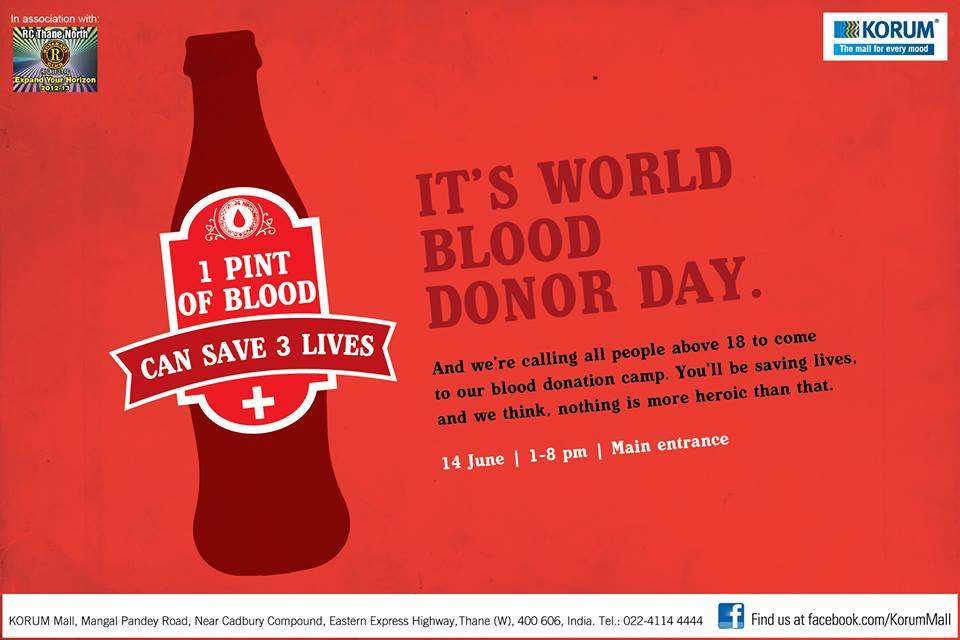 In association with:
RC Thane North
Expand Your Horizon
2012-13
KORUM®
The mall for every mood
1 PINT
OF BLOOD
CAN SAVE 3 LIVES
IT'S WORLD
BLOOD
DONOR DAY.
And we're calling all people above 18 to come
to our blood donation camp. You'll be saving lives,
and we think, nothing is more heroic than that.
14 June | 1-8 pm | Main entrance
KORUM Mall, Mangal Pandey Road, Near Cadbury Compound, Eastern Express Highway, Thane (W), 400 606, India. Tel.: 022-4114 4444
Find us at facebook.com/KorumMall